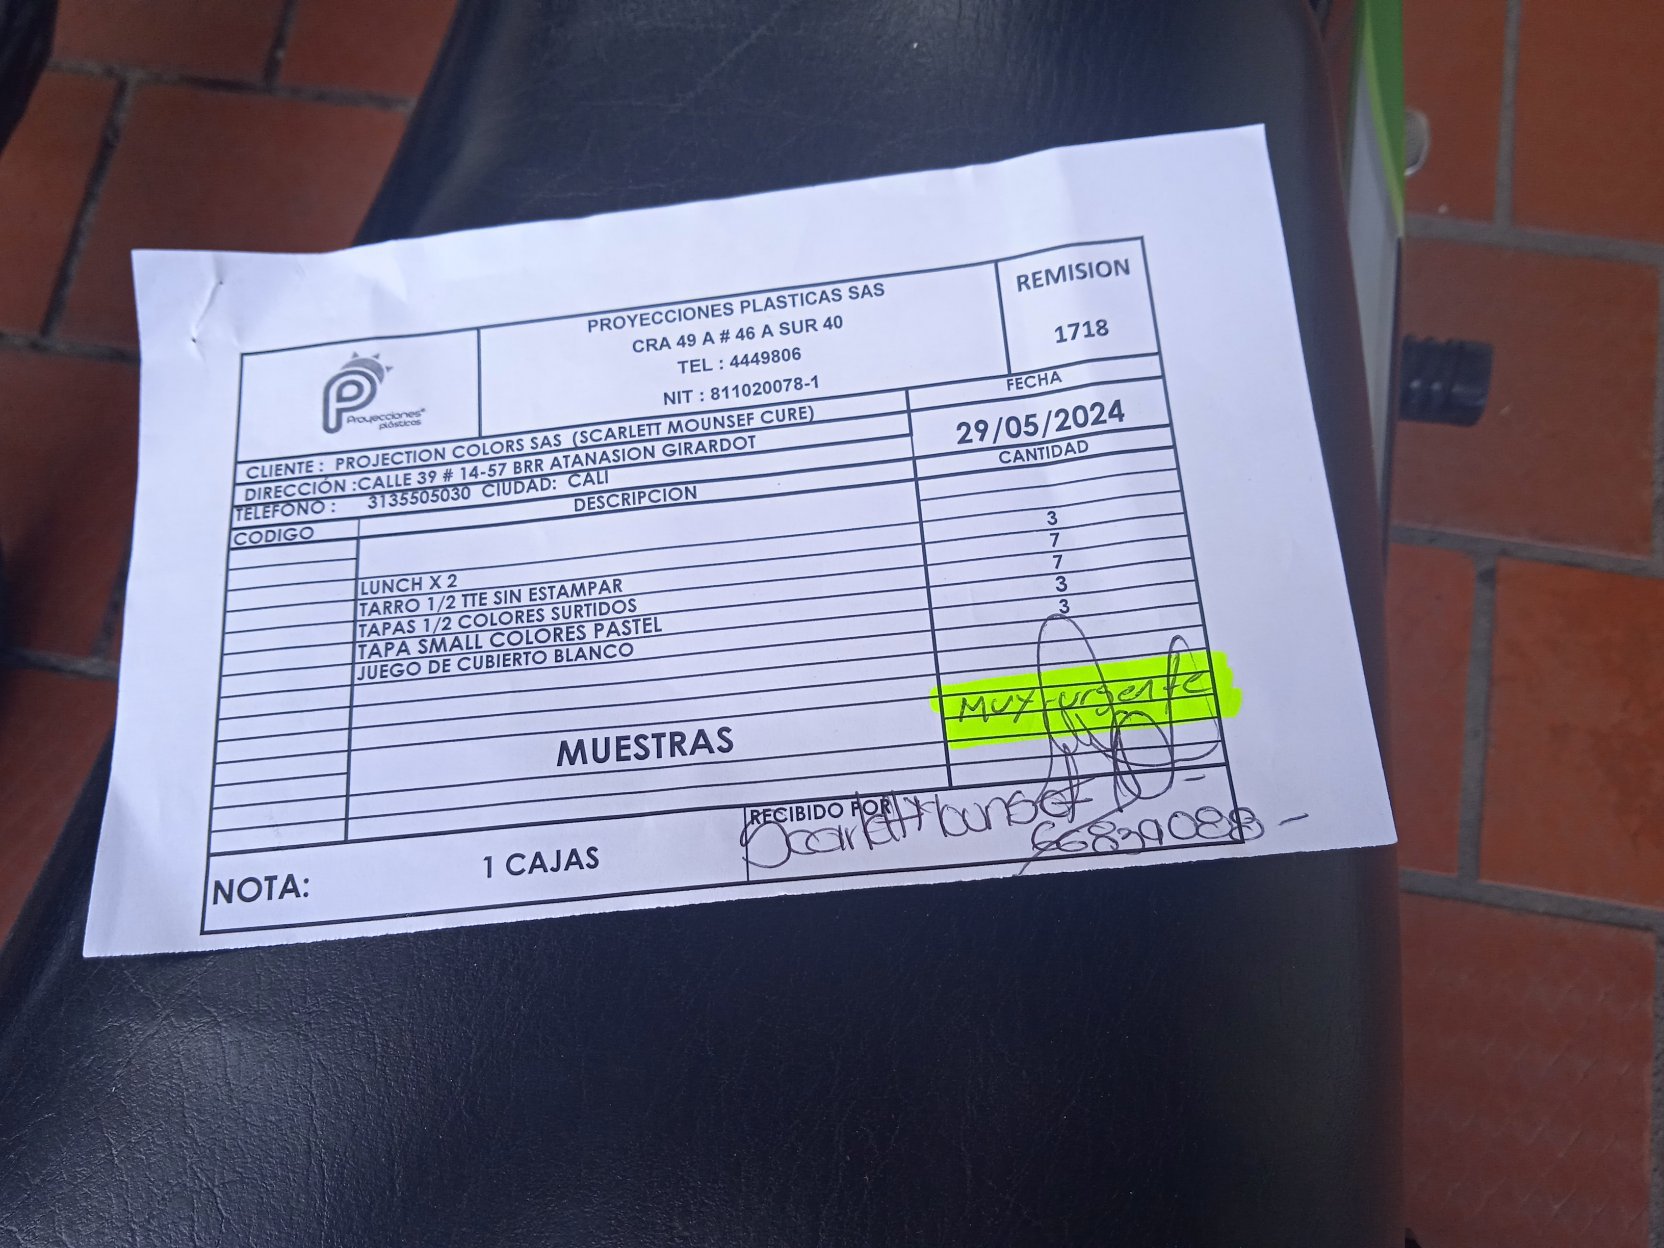 PROYECCIONES PLASTICAS SAS
CRA 49 A # 46 A SUR 40
TEL : 4449806
NIT : 811020078-1
REMISION
1718
Proyecciones
plásticas
CLIENTE : PROJECTION COLORS SAS (SCARLETT MOUNSEF CURE)
DIRECCIÓN :CALLE 39 # 14-57 BRR ATANASION GIRARDOT
TELEFONO : 3135505030 CIUDAD: CALI
FECHA
29/05/2024
CODIGO
DESCRIPCION
CANTIDAD
LUNCH X 2 3
TARRO 1/2 TTE SIN ESTAMPAR 7
TAPAS 1/2 COLORES SURTIDOS 7
TAPA SMALL COLORES PASTEL 3
JUEGO DE CUBIERTO BLANCO 3
Muy urgente
MUESTRAS
RECIBIDO POR
NOTA: 1 CAJAS